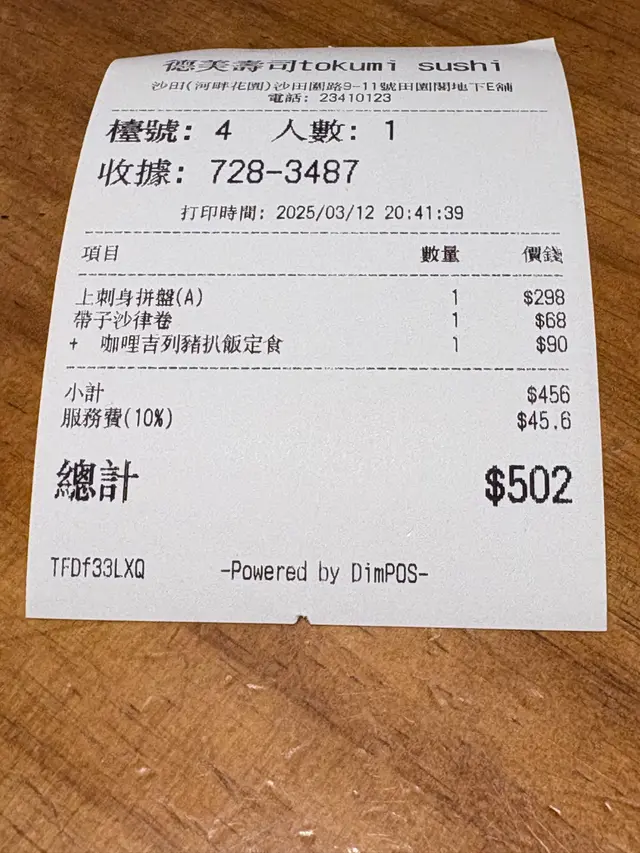 德美壽司tokumi sushi
沙田(河畔花園)沙田圍路9-11號田園閣地下E舖
電話: 23410123
檯號: 4 人數: 1
收據: 728-3487
打印時間: 2025/03/12 20:41:39
項目 數量 價錢
上刺身拼盤(A) 1 $298
帶子沙律卷 1 $68
+ 咖哩吉列豬扒飯定食 1 $90
小計 $456
服務費(10%) $45.6
總計 $502
TFDf33LXQ -Powered by DimPOS-